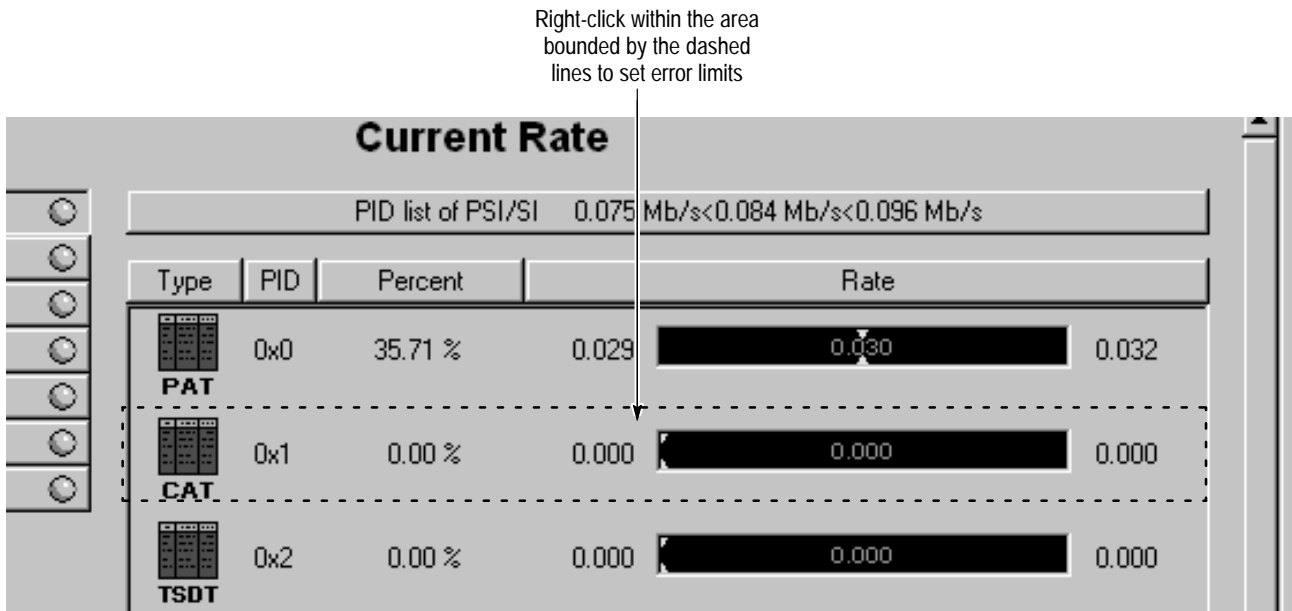 Right-click within the area
bounded by the dashed
lines to set error limits
Current Rate
PID list of PSI/SI 0.075 Mb/s<0.084 Mb/s<0.096 Mb/s
Type PID Percent Rate
0x0 35.71 % 0.029 0.030 0.032
PAT
0x1 0.00 % 0.000 0.000 0.000
CAT
0x2 0.00 % 0.000 0.000 0.000
TSDT